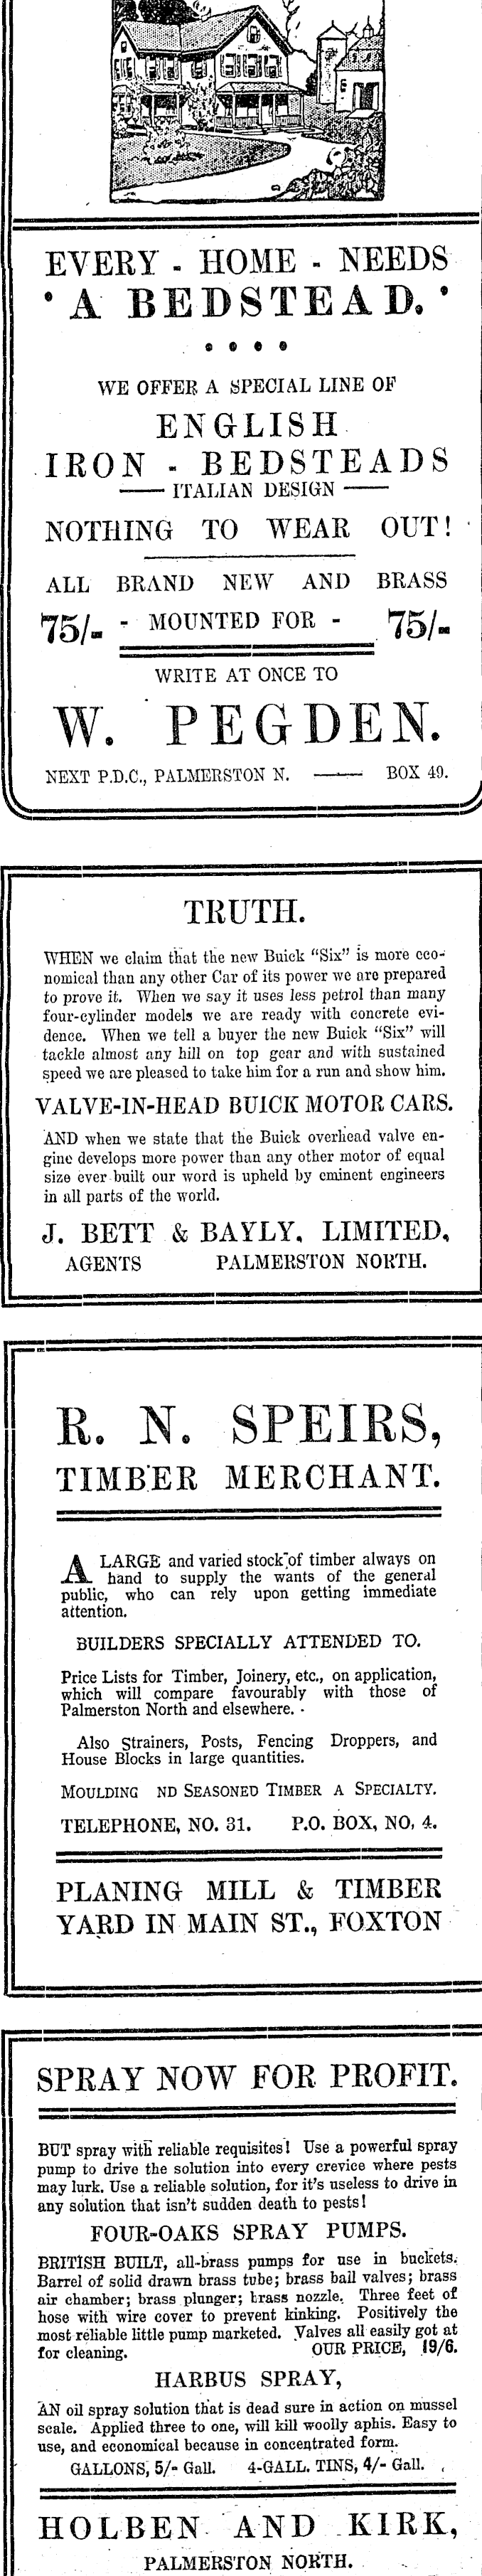 EVERY - HOME - NEEDS
' A BEDSTEAD. '
WE OFFER A SPECIAL LINE OF
ENGLISH
IRON - BEDSTEADS
ITALIAN DESIGN
NOTHING TO WEAR OUT!
ALL BRAND NEW AND BRASS
75/- - MOUNTED FOR - 75/-
WRITE AT ONCE TO
W. PEGDEN.
NEXT P.D.C., PALMERSTON N. —— BOX 49.
TRUTH.
WHEN we claim that the new Buick "Six" is more eco-
nomical than any other Car of its power we are prepared
to prove it. When we say it uses less petrol than many
four-cylinder models we are ready with concrete evi-
dence. When we tell a buyer the new Buick "Six" will
tackle almost any hill on top gear and with sustained
speed we are pleased to take him for a run and show him.
VALVE-IN-HEAD BUICK MOTOR CARS.
AND when we state that the Buick overhead valve en-
gine develops more power than any other motor of equal
size ever built our word is upheld by eminent engineers
in all parts of the world.
J. BETT & BAYLY, LIMITED,
AGENTS PALMERSTON NORTH.
R. N. SPEIRS,
TIMBER MERCHANT.
A LARGE and varied stock of timber always on
hand to supply the wants of the general
public, who can rely upon getting immediate
attention.
BUILDERS SPECIALLY ATTENDED TO.
Price Lists for Timber, Joinery, etc., on application,
which will compare favourably with those of
Palmerston North and elsewhere.
Also Strainers, Posts, Fencing Droppers, and
House Blocks in large quantities.
MOULDING ND SEASONED TIMBER A SPECIALTY.
TELEPHONE, NO. 31. P.O. BOX, NO, 4.
PLANING MILL & TIMBER
YARD IN MAIN ST., FOXTON
SPRAY NOW FOR PROFIT.
BUT spray with reliable requisites! Use a powerful spray
pump to drive the solution into every crevice where pests
may lurk. Use a reliable solution, for it's useless to drive in
any solution that isn't sudden death to pests!
FOUR-OAKS SPRAY PUMPS.
BRITISH BUILT, all-brass pumps for use in buckets.
Barrel of solid drawn brass tube; brass ball valves; brass
air chamber; brass plunger; brass nozzle. Three feet of
hose with wire cover to prevent kinking. Positively the
most reliable little pump marketed. Valves all easily got at
for cleaning. OUR PRICE, 19/6.
HARBUS SPRAY,
AN oil spray solution that is dead sure in action on mussel
scale. Applied three to one, will kill woolly aphis. Easy to
use, and economical because in concentrated form.
GALLONS, 5/- Gall. 4-GALL. TINS, 4/- Gall.
HOLBEN AND KIRK,
PALMERSTON NORTH.